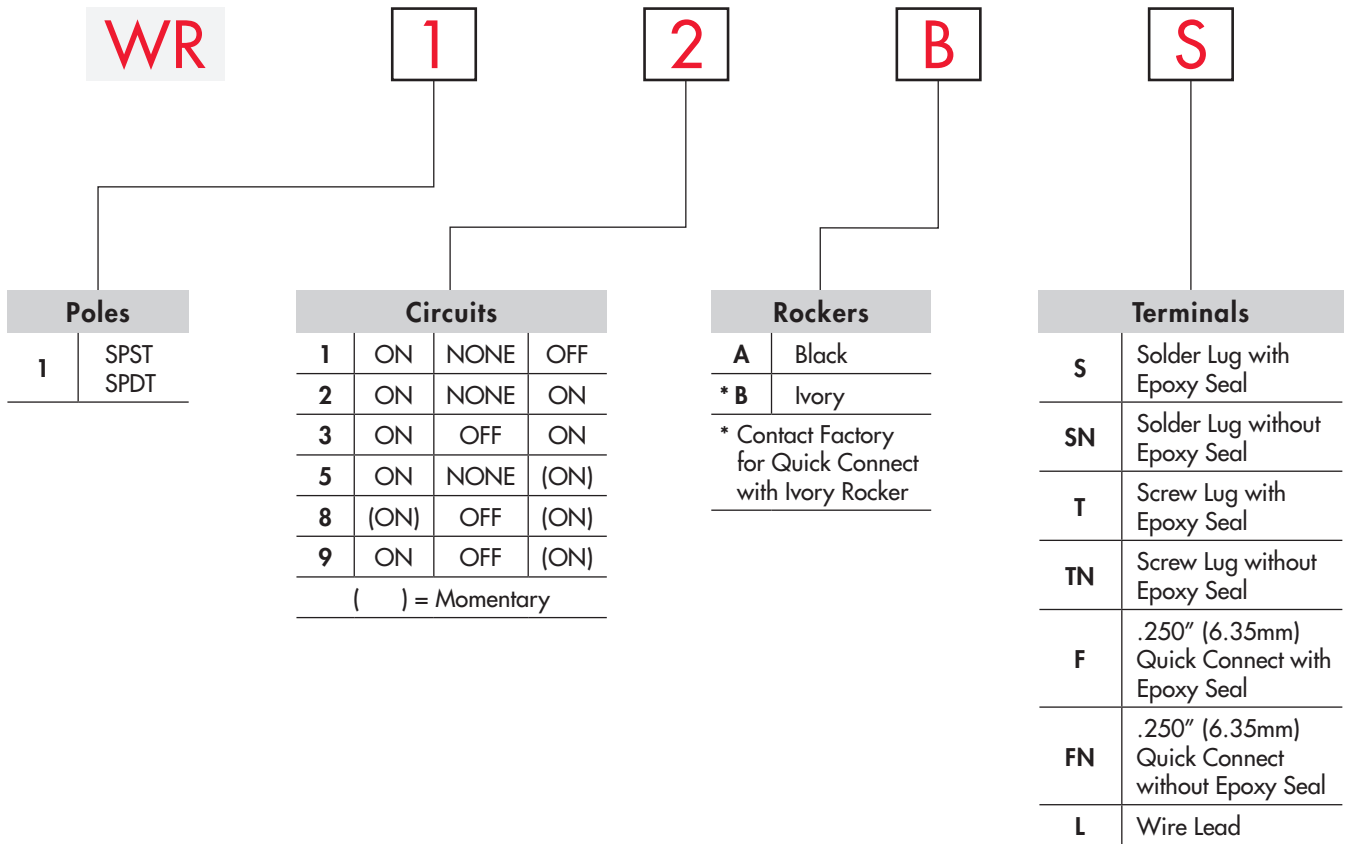 WR 1 2 B S
Poles
1 SPST
SPDT
Circuits
1 ON NONE OFF
2 ON NONE ON
3 ON OFF ON
5 ON NONE (ON)
8 (ON) OFF (ON)
9 ON OFF (ON)
( ) = Momentary
Rockers
A Black
* B Ivory
* Contact Factory
for Quick Connect
with Ivory Rocker
Terminals
S Solder Lug with
Epoxy Seal
SN Solder Lug without
Epoxy Seal
T Screw Lug with
Epoxy Seal
TN Screw Lug without
Epoxy Seal
F .250″ (6.35mm)
Quick Connect with
Epoxy Seal
FN .250″ (6.35mm)
Quick Connect
without Epoxy Seal
L Wire Lead